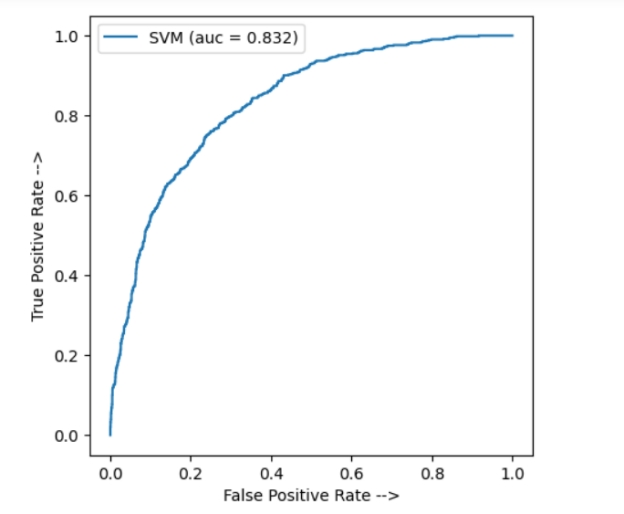 SVM (auc = 0.832)
1.0
0.8
0.6
0.4
0.2
0.0
True Positive Rate -->
0.0 0.2 0.4 0.6 0.8 1.0
False Positive Rate -->